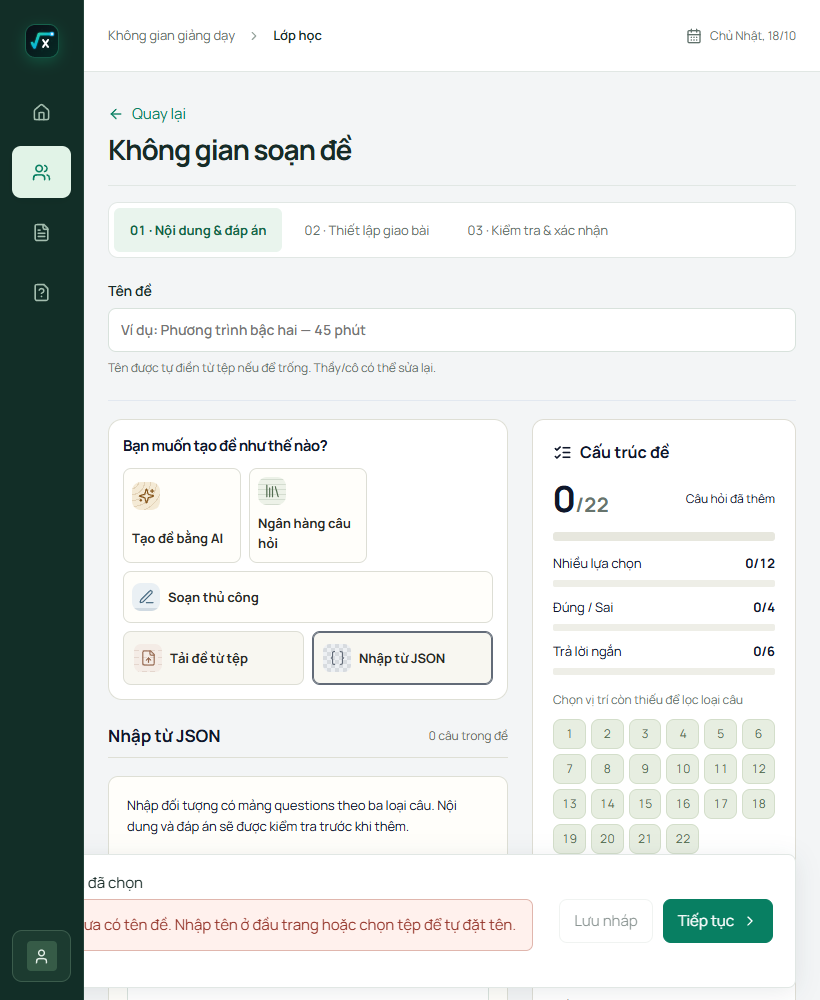 √x
Không gian giảng dạy > Lớp học
Chủ Nhật, 18/10
← Quay lại
Không gian soạn đề
01 · Nội dung & đáp án
02 · Thiết lập giao bài
03 · Kiểm tra & xác nhận
Tên đề
Ví dụ: Phương trình bậc hai — 45 phút
Tên được tự điền từ tệp nếu để trống. Thầy/cô có thể sửa lại.
Bạn muốn tạo đề như thế nào?
Tạo đề bằng AI
Ngân hàng câu
hỏi
Soạn thủ công
Tải đề từ tệp
Nhập từ JSON
Nhập từ JSON
0 câu trong đề
Nhập đối tượng có mảng questions theo ba loại câu. Nội
dung và đáp án sẽ được kiểm tra trước khi thêm.
Cấu trúc đề
0/22
Câu hỏi đã thêm
Nhiều lựa chọn 0/12
Đúng / Sai 0/4
Trả lời ngắn 0/6
Chọn vị trí còn thiếu để lọc loại câu
1 2 3 4 5 6
7 8 9 10 11 12
13 14 15 16 17 18
19 20 21 22
đã chọn
có tên đề. Nhập tên ở đầu trang hoặc chọn tệp để tự đặt tên.
Lưu nháp
Tiếp tục >